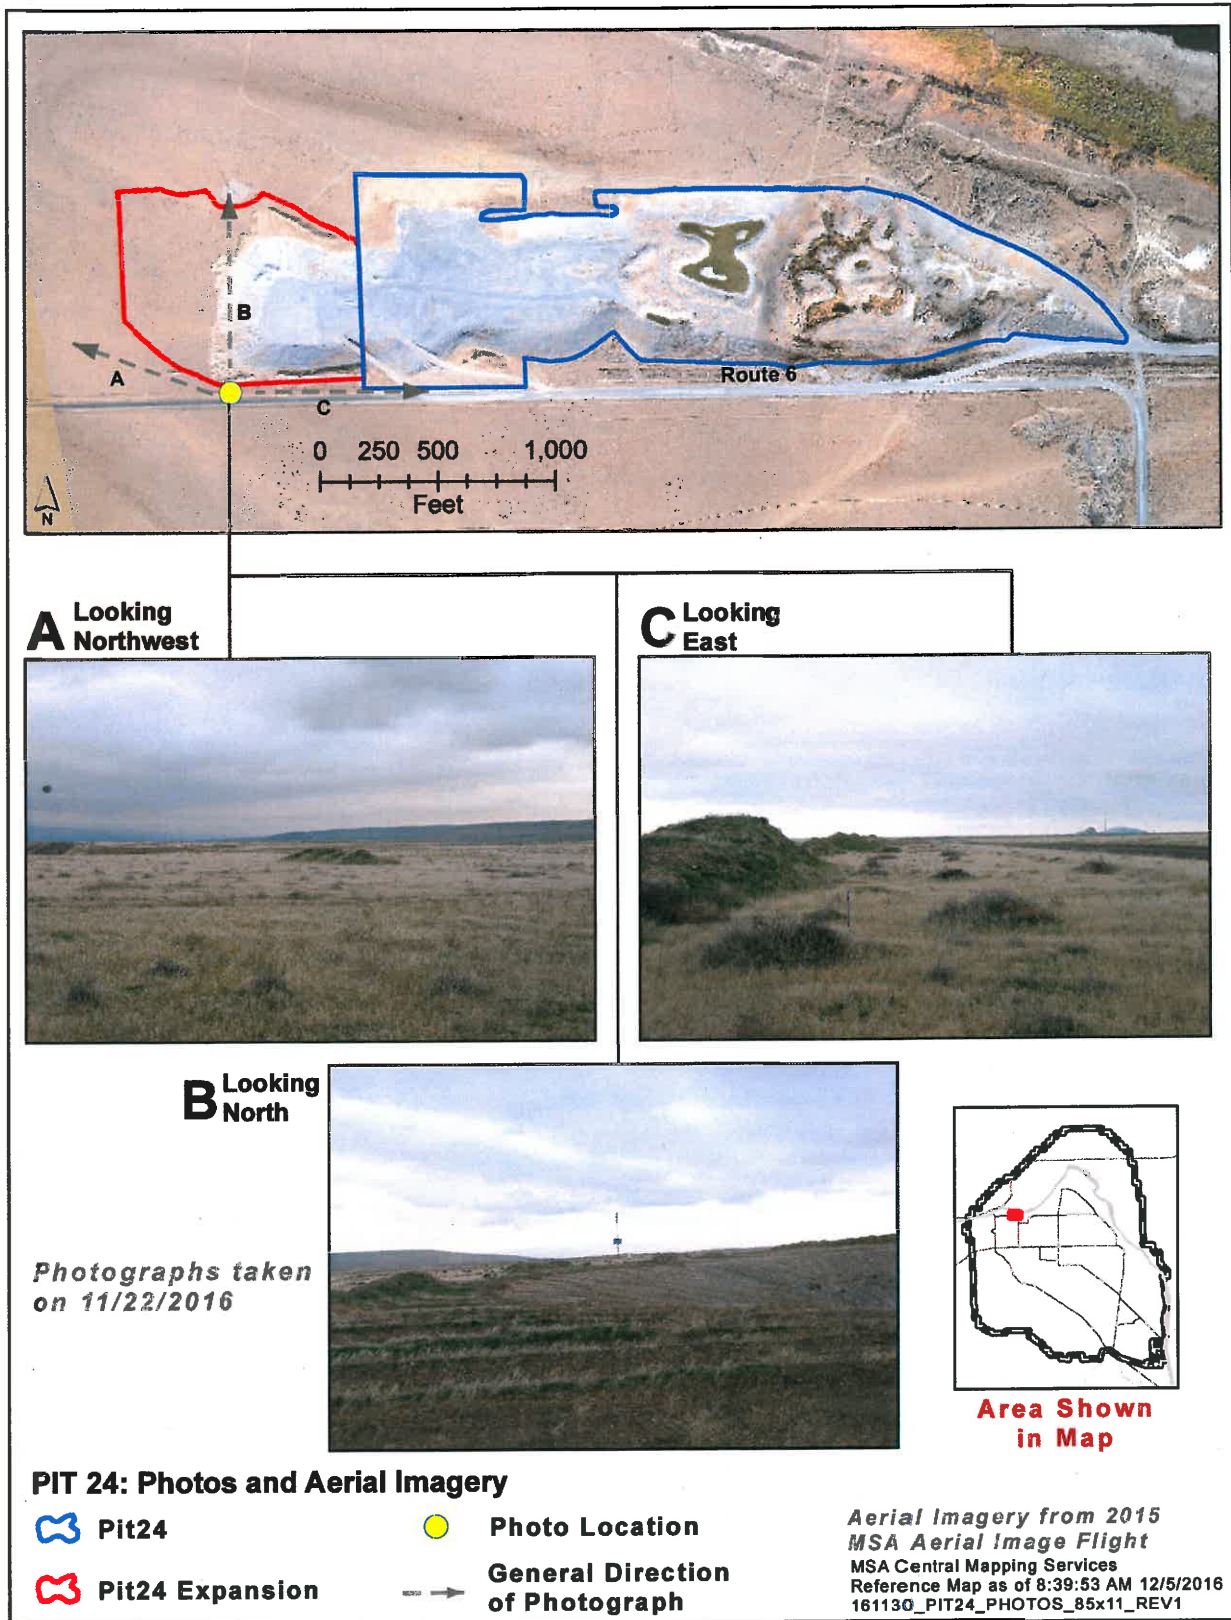 B
A
C
Route 6
0 250 500 1,000
Feet
N
A Looking
Northwest
C Looking
East
B Looking
North
Photographs taken
on 11/22/2016
Area Shown
in Map
PIT 24: Photos and Aerial Imagery
Pit24
Photo Location
Pit24 Expansion
General Direction
of Photograph
Aerial Imagery from 2015
MSA Aerial Image Flight
MSA Central Mapping Services
Reference Map as of 8:39:53 AM 12/5/2016
161130_PIT24_PHOTOS_85x11_REV1